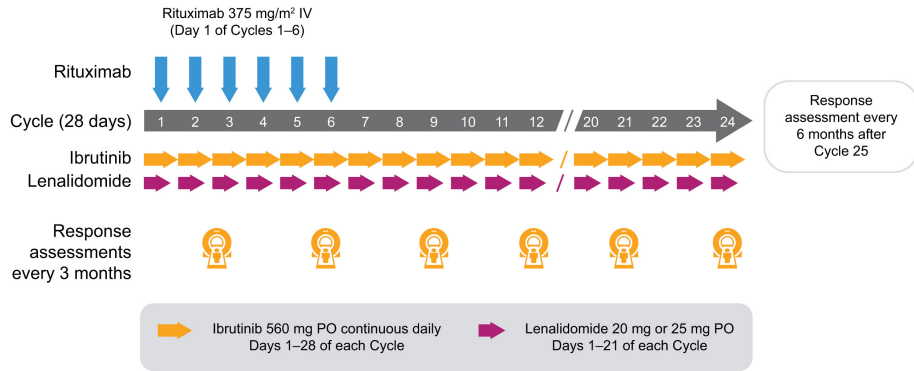 Rituximab 375 mg/m² IV
(Day 1 of Cycles 1–6)
Rituximab
Cycle (28 days) 1 2 3 4 5 6 7 8 9 10 11 12 20 21 22 23 24
Response
assessment every
6 months after
Cycle 25
Ibrutinib
Lenalidomide
Response
assessments
every 3 months
Ibrutinib 560 mg PO continuous daily
Days 1–28 of each Cycle
Lenalidomide 20 mg or 25 mg PO
Days 1–21 of each Cycle